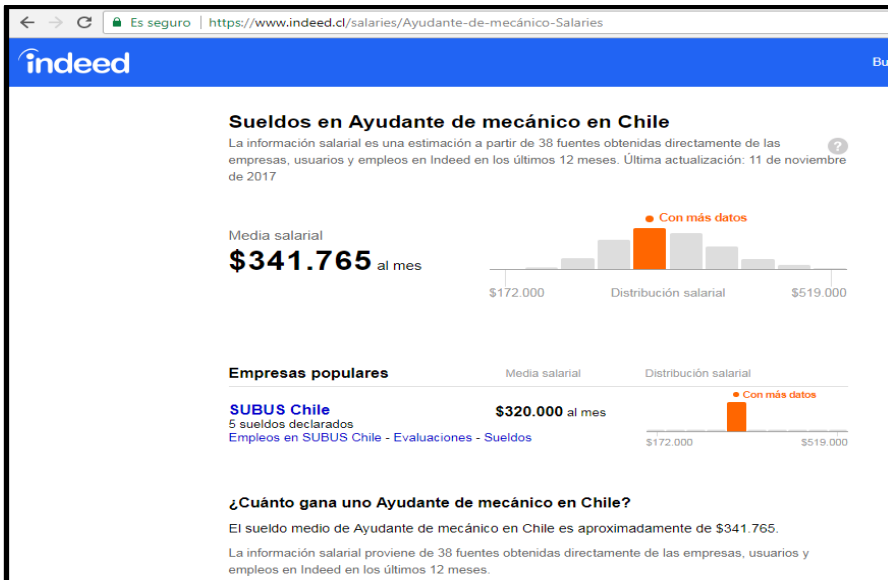 Es seguro | https://www.indeed.cl/salaries/Ayudante-de-mecánico-Salaries
indeed
Bu
Sueldos en Ayudante de mecánico en Chile
La información salarial es una estimación a partir de 38 fuentes obtenidas directamente de las
empresas, usuarios y empleos en Indeed en los últimos 12 meses. Última actualización: 11 de noviembre
de 2017
?
Con más datos
Media salarial
$341.765 al mes
$172.000 Distribución salarial $519.000
Empresas populares Media salarial Distribución salarial
Con más datos
SUBUS Chile $320.000 al mes
5 sueldos declarados
Empleos en SUBUS Chile - Evaluaciones - Sueldos
$172.000 $519.000
¿Cuánto gana uno Ayudante de mecánico en Chile?
El sueldo medio de Ayudante de mecánico en Chile es aproximadamente de $341.765.
La información salarial proviene de 38 fuentes obtenidas directamente de las empresas, usuarios y
empleos en Indeed en los últimos 12 meses.